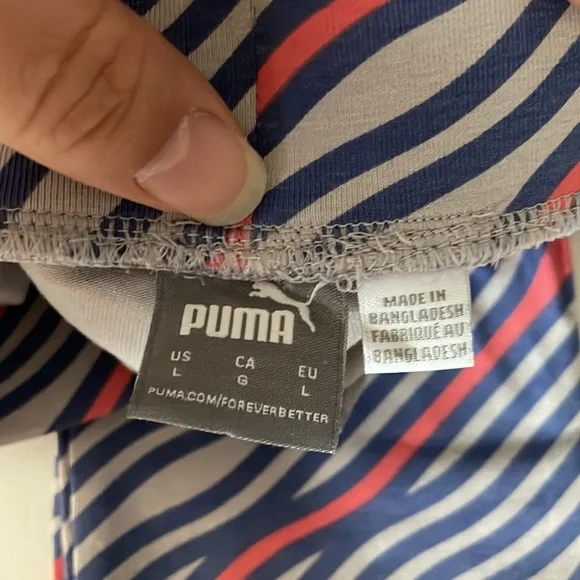 PUMA
US CA EU
L G L
PUMA.COM/FOREVERBETTER
MADE IN
BANGLADESH
FABRIQUÉ AU
BANGLADESH